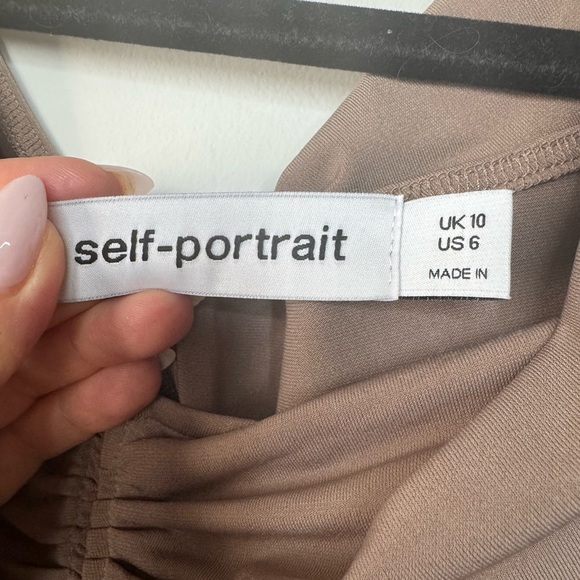 self-portrait
UK 10
US 6
MADE IN